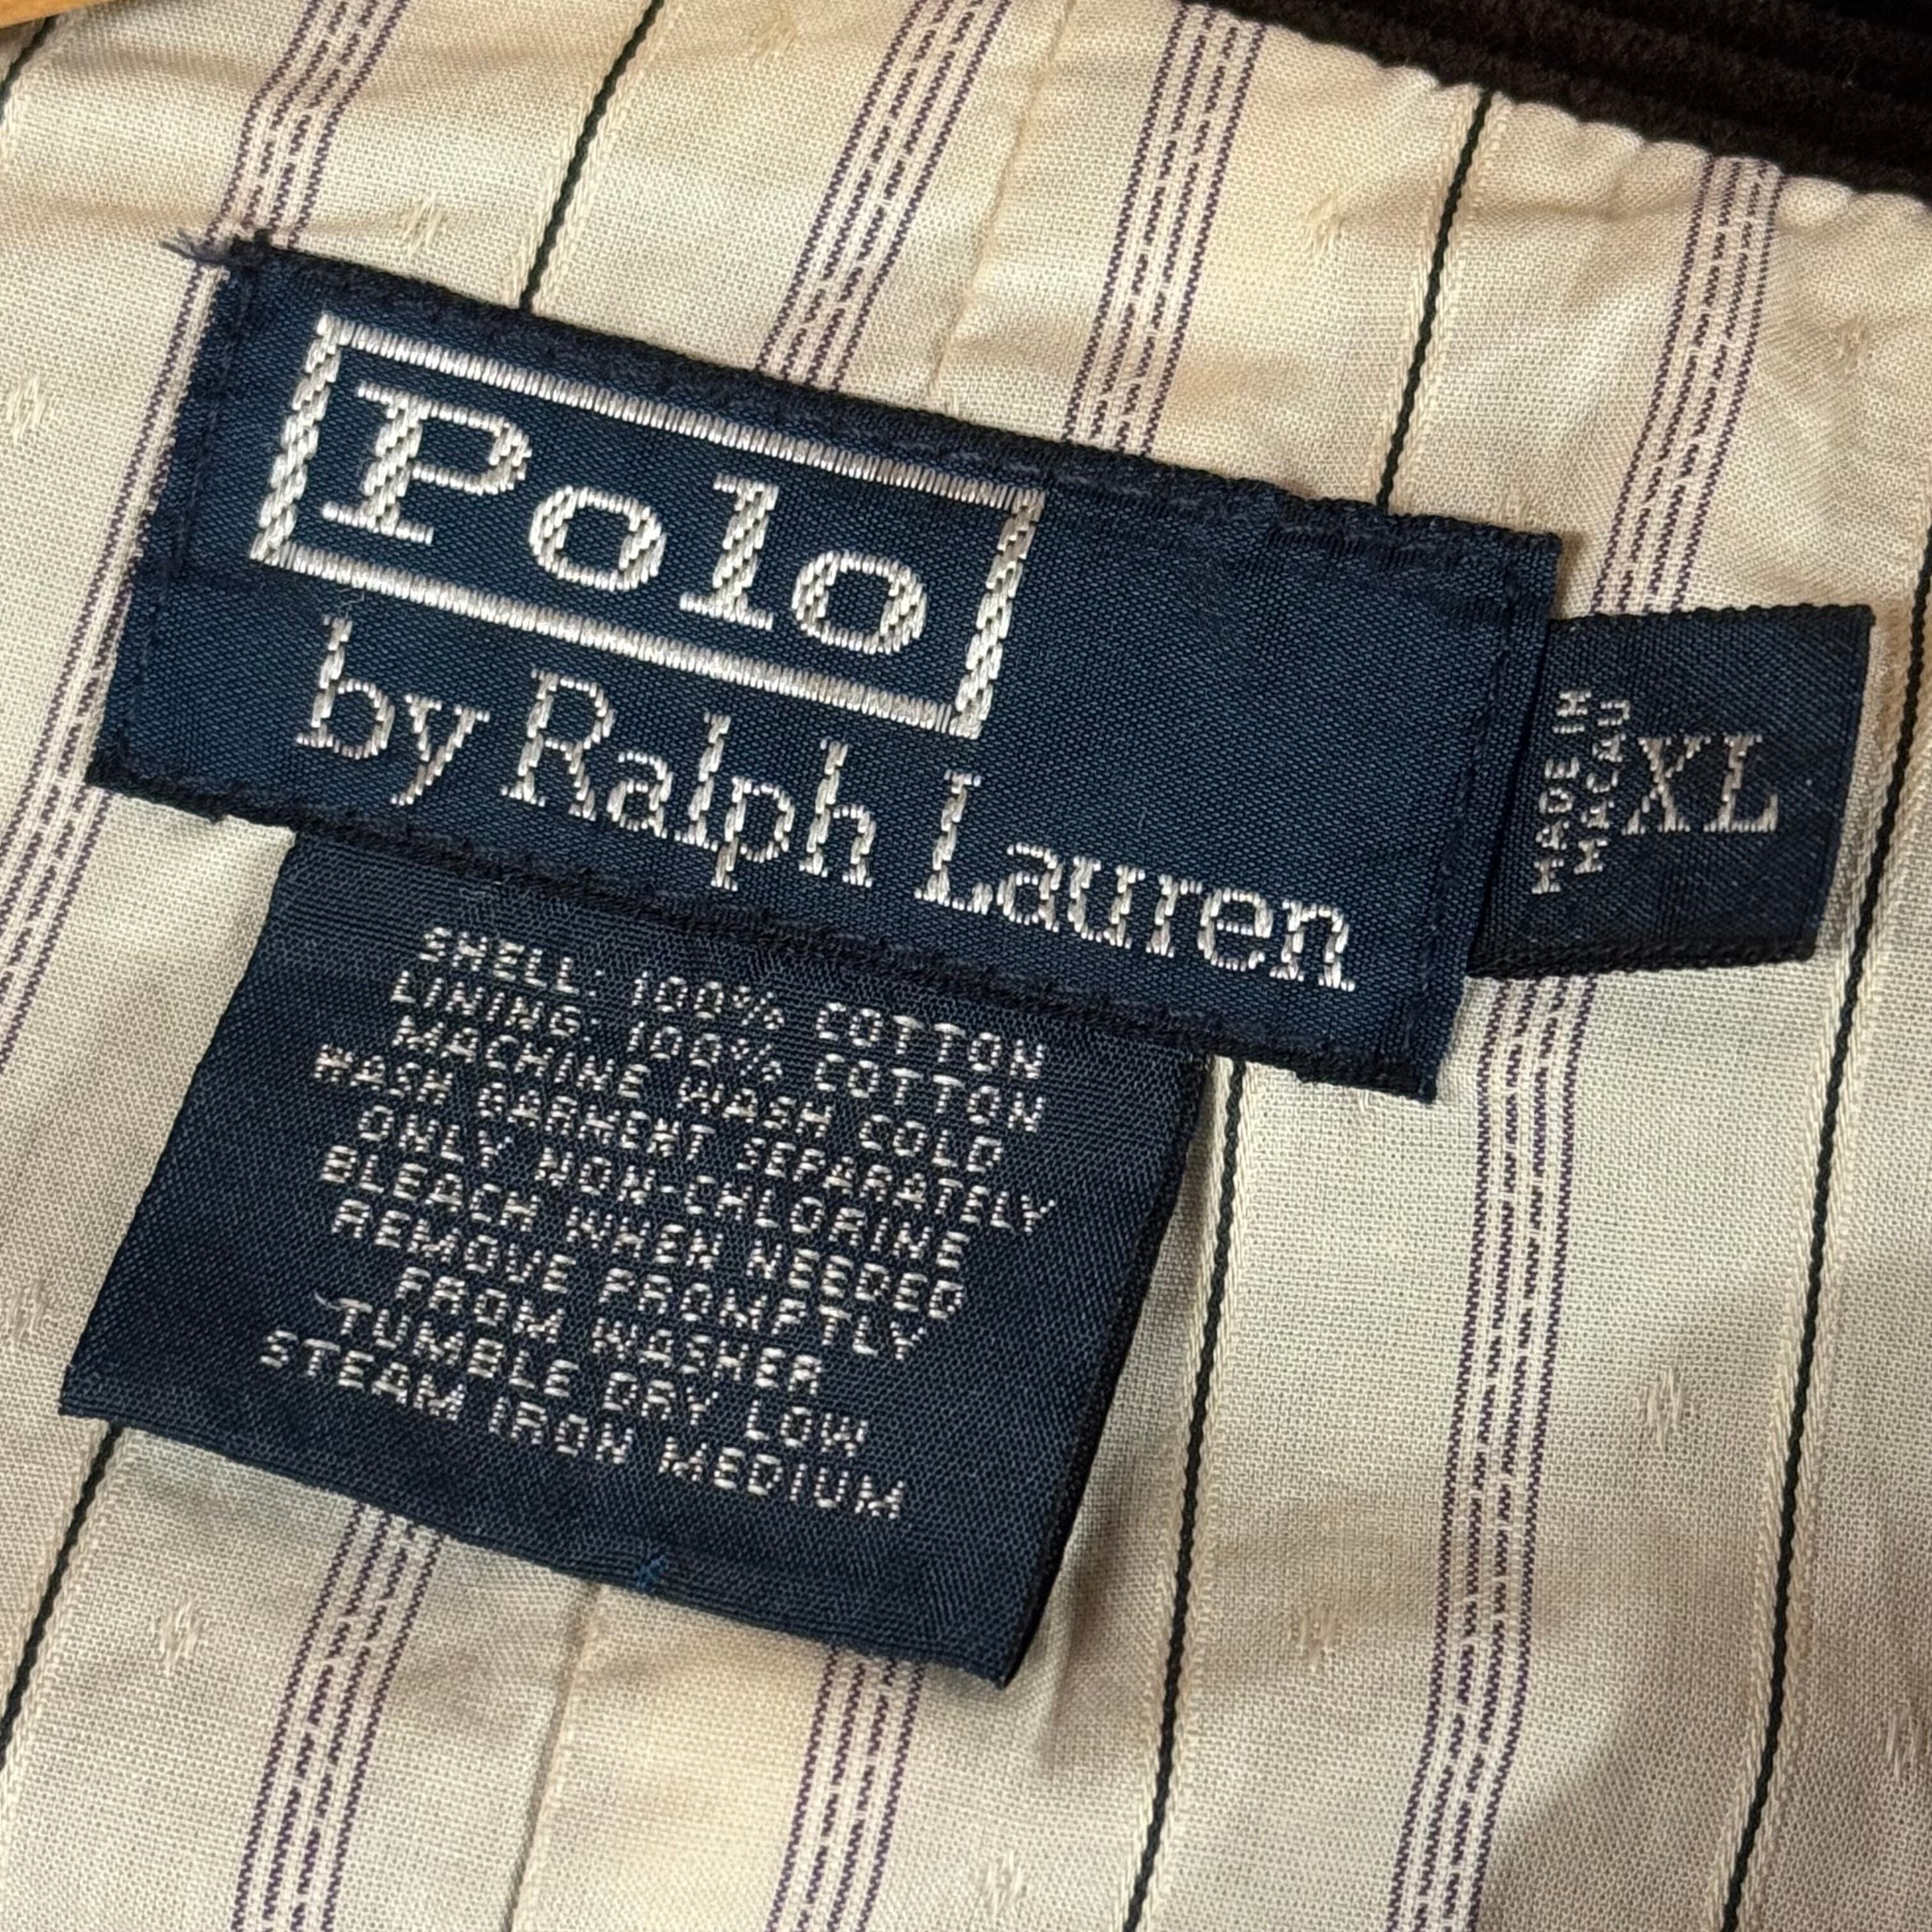 Polo
by Ralph Lauren
MADE IN
MACAU
XL
SHELL: 100% COTTON
LINING: 100% COTTON
MACHINE WASH COLD
WASH GARMENT SEPARATELY
ONLY NON-CHLORINE
BLEACH WHEN NEEDED
REMOVE PROMPTLY
FROM WASHER
TUMBLE DRY LOW
STEAM IRON MEDIUM